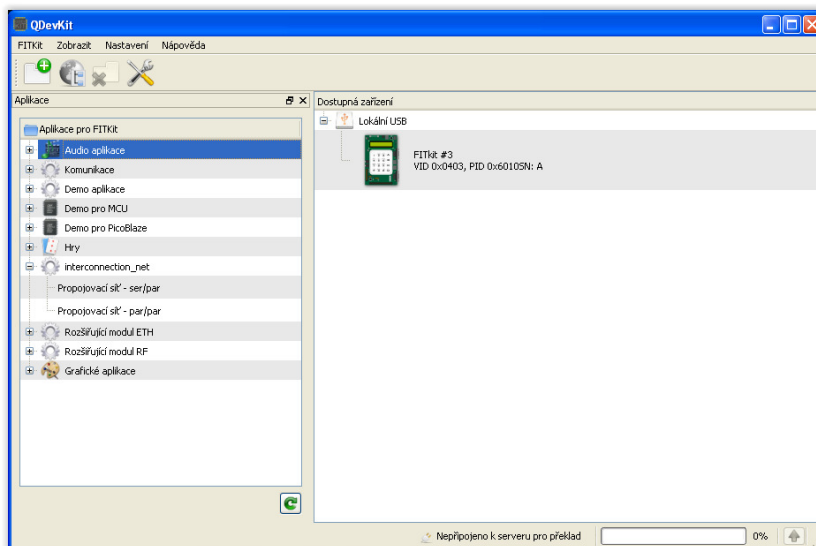 QDevKit
FITKit Zobrazit Nastavení Nápověda
Aplikace
Aplikace pro FITKit
Audio aplikace
Komunikace
Demo aplikace
Demo pro MCU
Demo pro PicoBlaze
Hry
interconnection_net
Propojovací síť - ser/par
Propojovací síť - par/par
Rozšiřující modul ETH
Rozšiřující modul RF
Grafické aplikace
Dostupná zařízení
Lokální USB
FITkit #3
VID 0x0403, PID 0x6010SN: A
Nepřipojeno k serveru pro překlad
0%